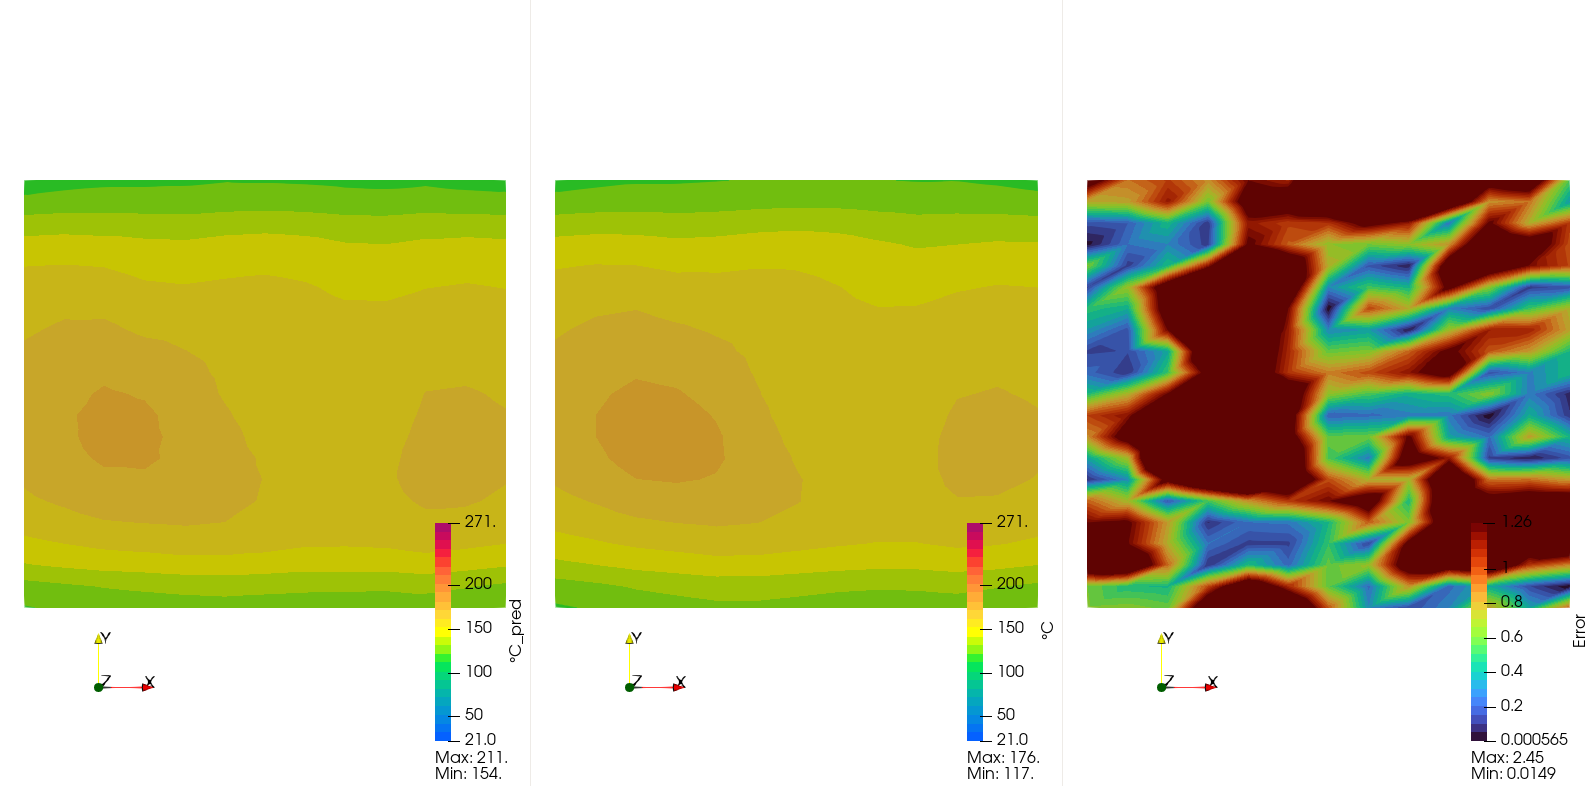 271.
200
150
100
50
21.0
°C_pred
Max: 211.
Min: 154.
Y
Z
X
271.
200
150
100
50
21.0
°C
Max: 176.
Min: 117.
Y
Z
X
1.26
1
0.8
0.6
0.4
0.2
0.000565
Error
Max: 2.45
Min: 0.0149
Y
Z
X